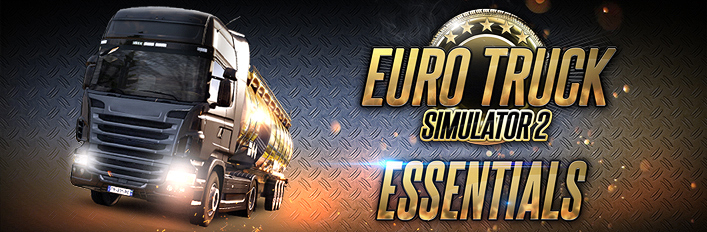 EURO TRUCK
SIMULATOR 2
ESSENTIALS